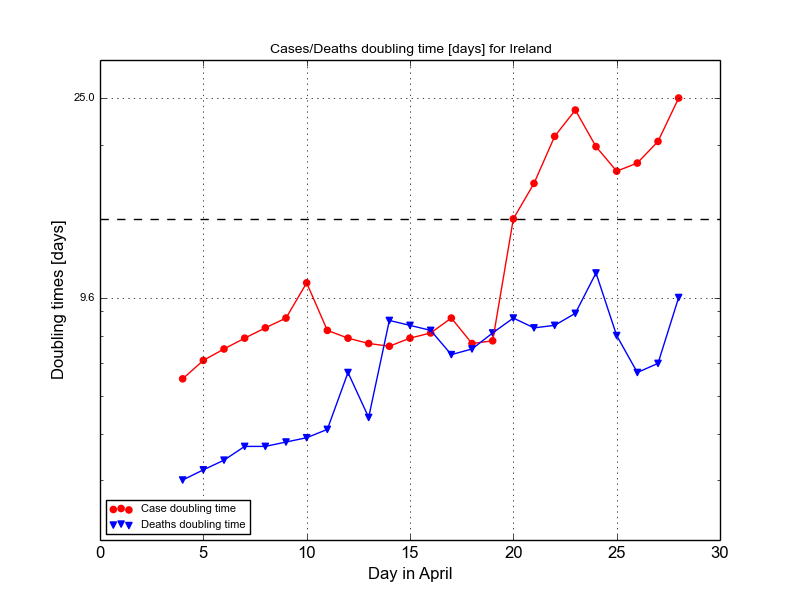 Cases/Deaths doubling time [days] for Ireland
25.0
9.6
Doubling times [days]
Case doubling time
Deaths doubling time
0 5 10 15 20 25 30
Day in April